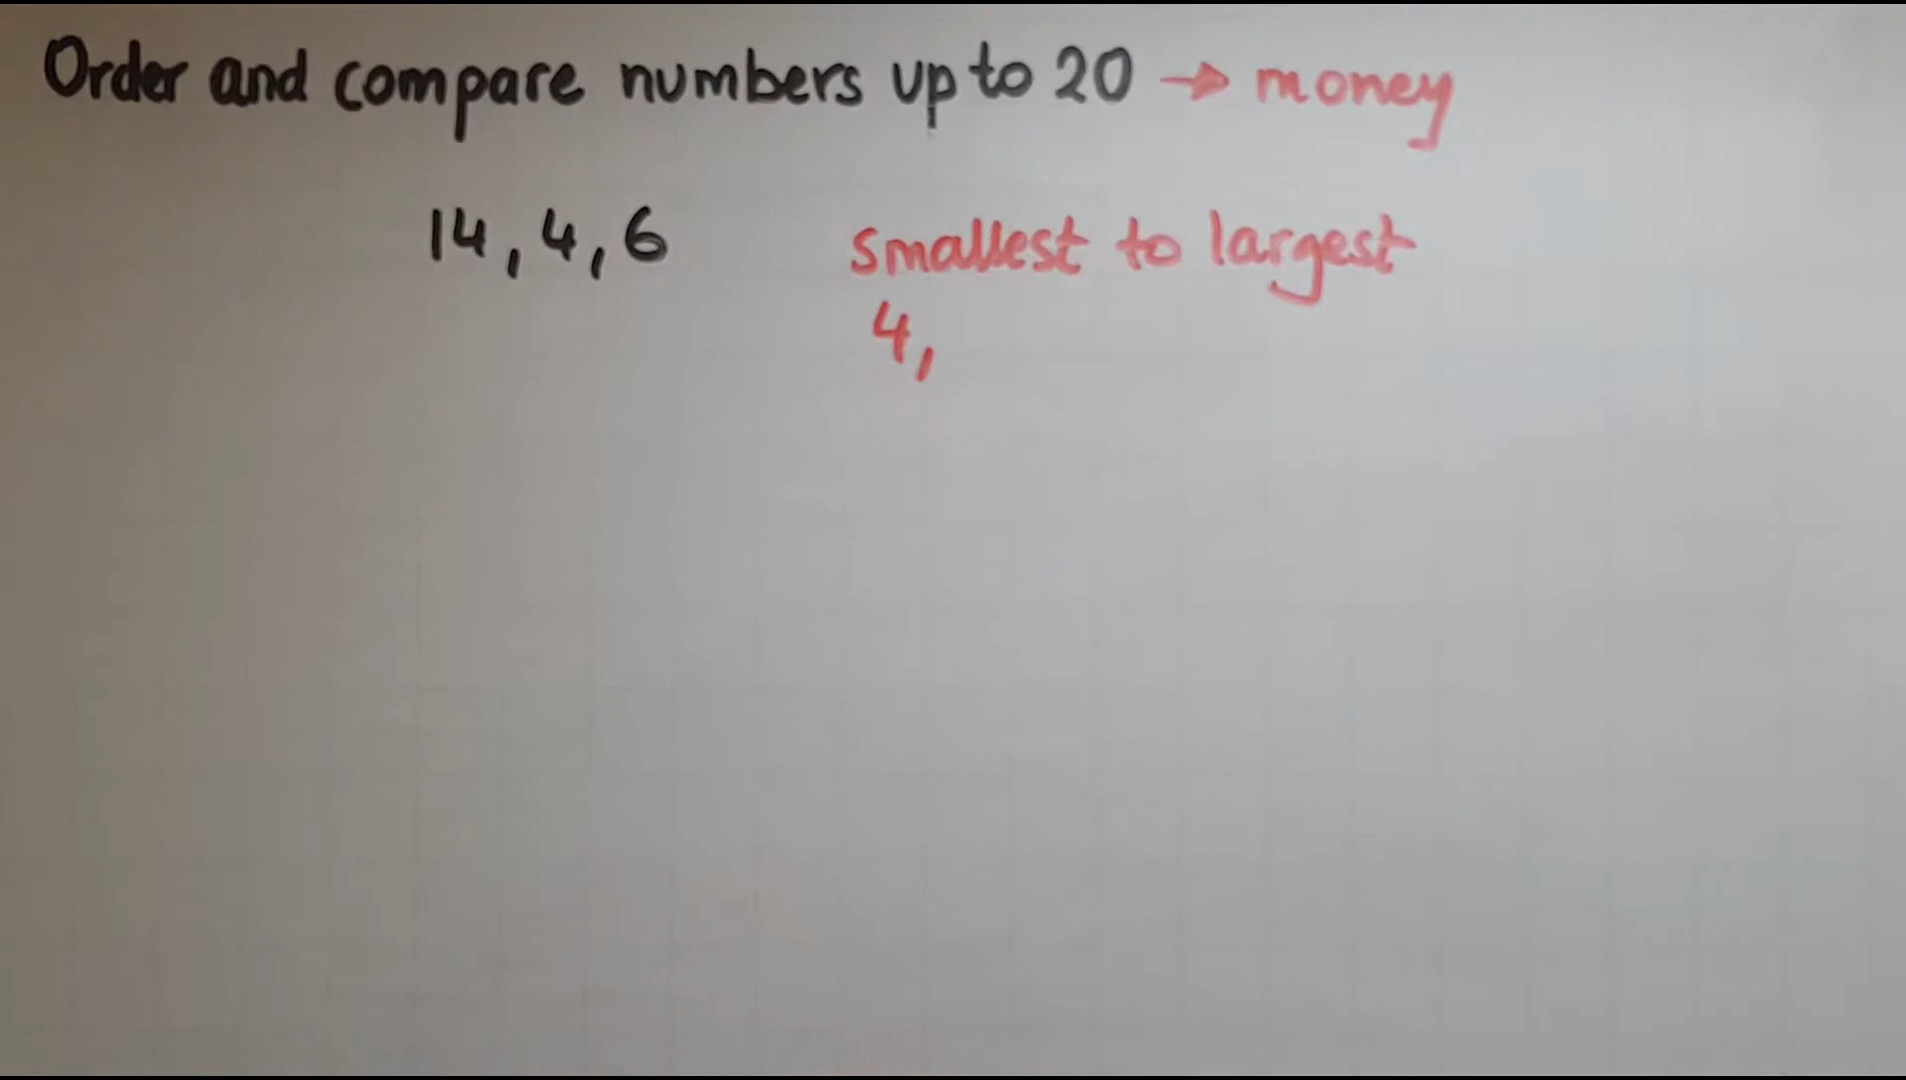 Order and compare numbers up to 20 → money
14, 4, 6 smallest to largest
4,